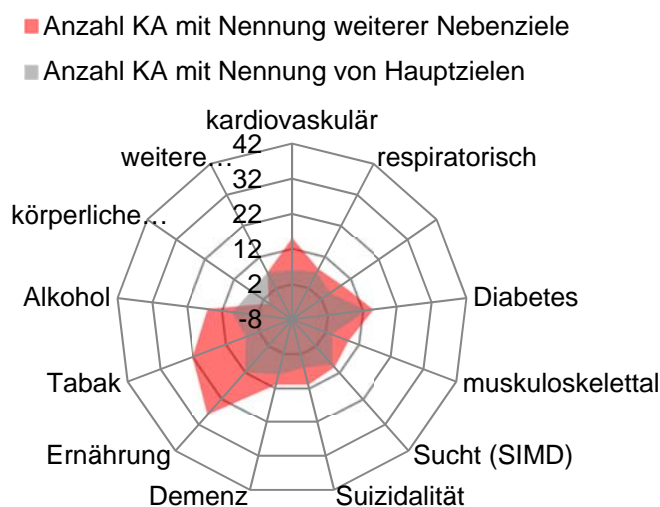 Anzahl KA mit Nennung weiterer Nebenziele
Anzahl KA mit Nennung von Hauptzielen
kardiovaskulär
42
weitere…
respiratorisch
32
körperliche…
22
12
Alkohol
2
Diabetes
-8
Tabak
muskuloskelettal
Ernährung
Sucht (SIMD)
Demenz
Suizidalität